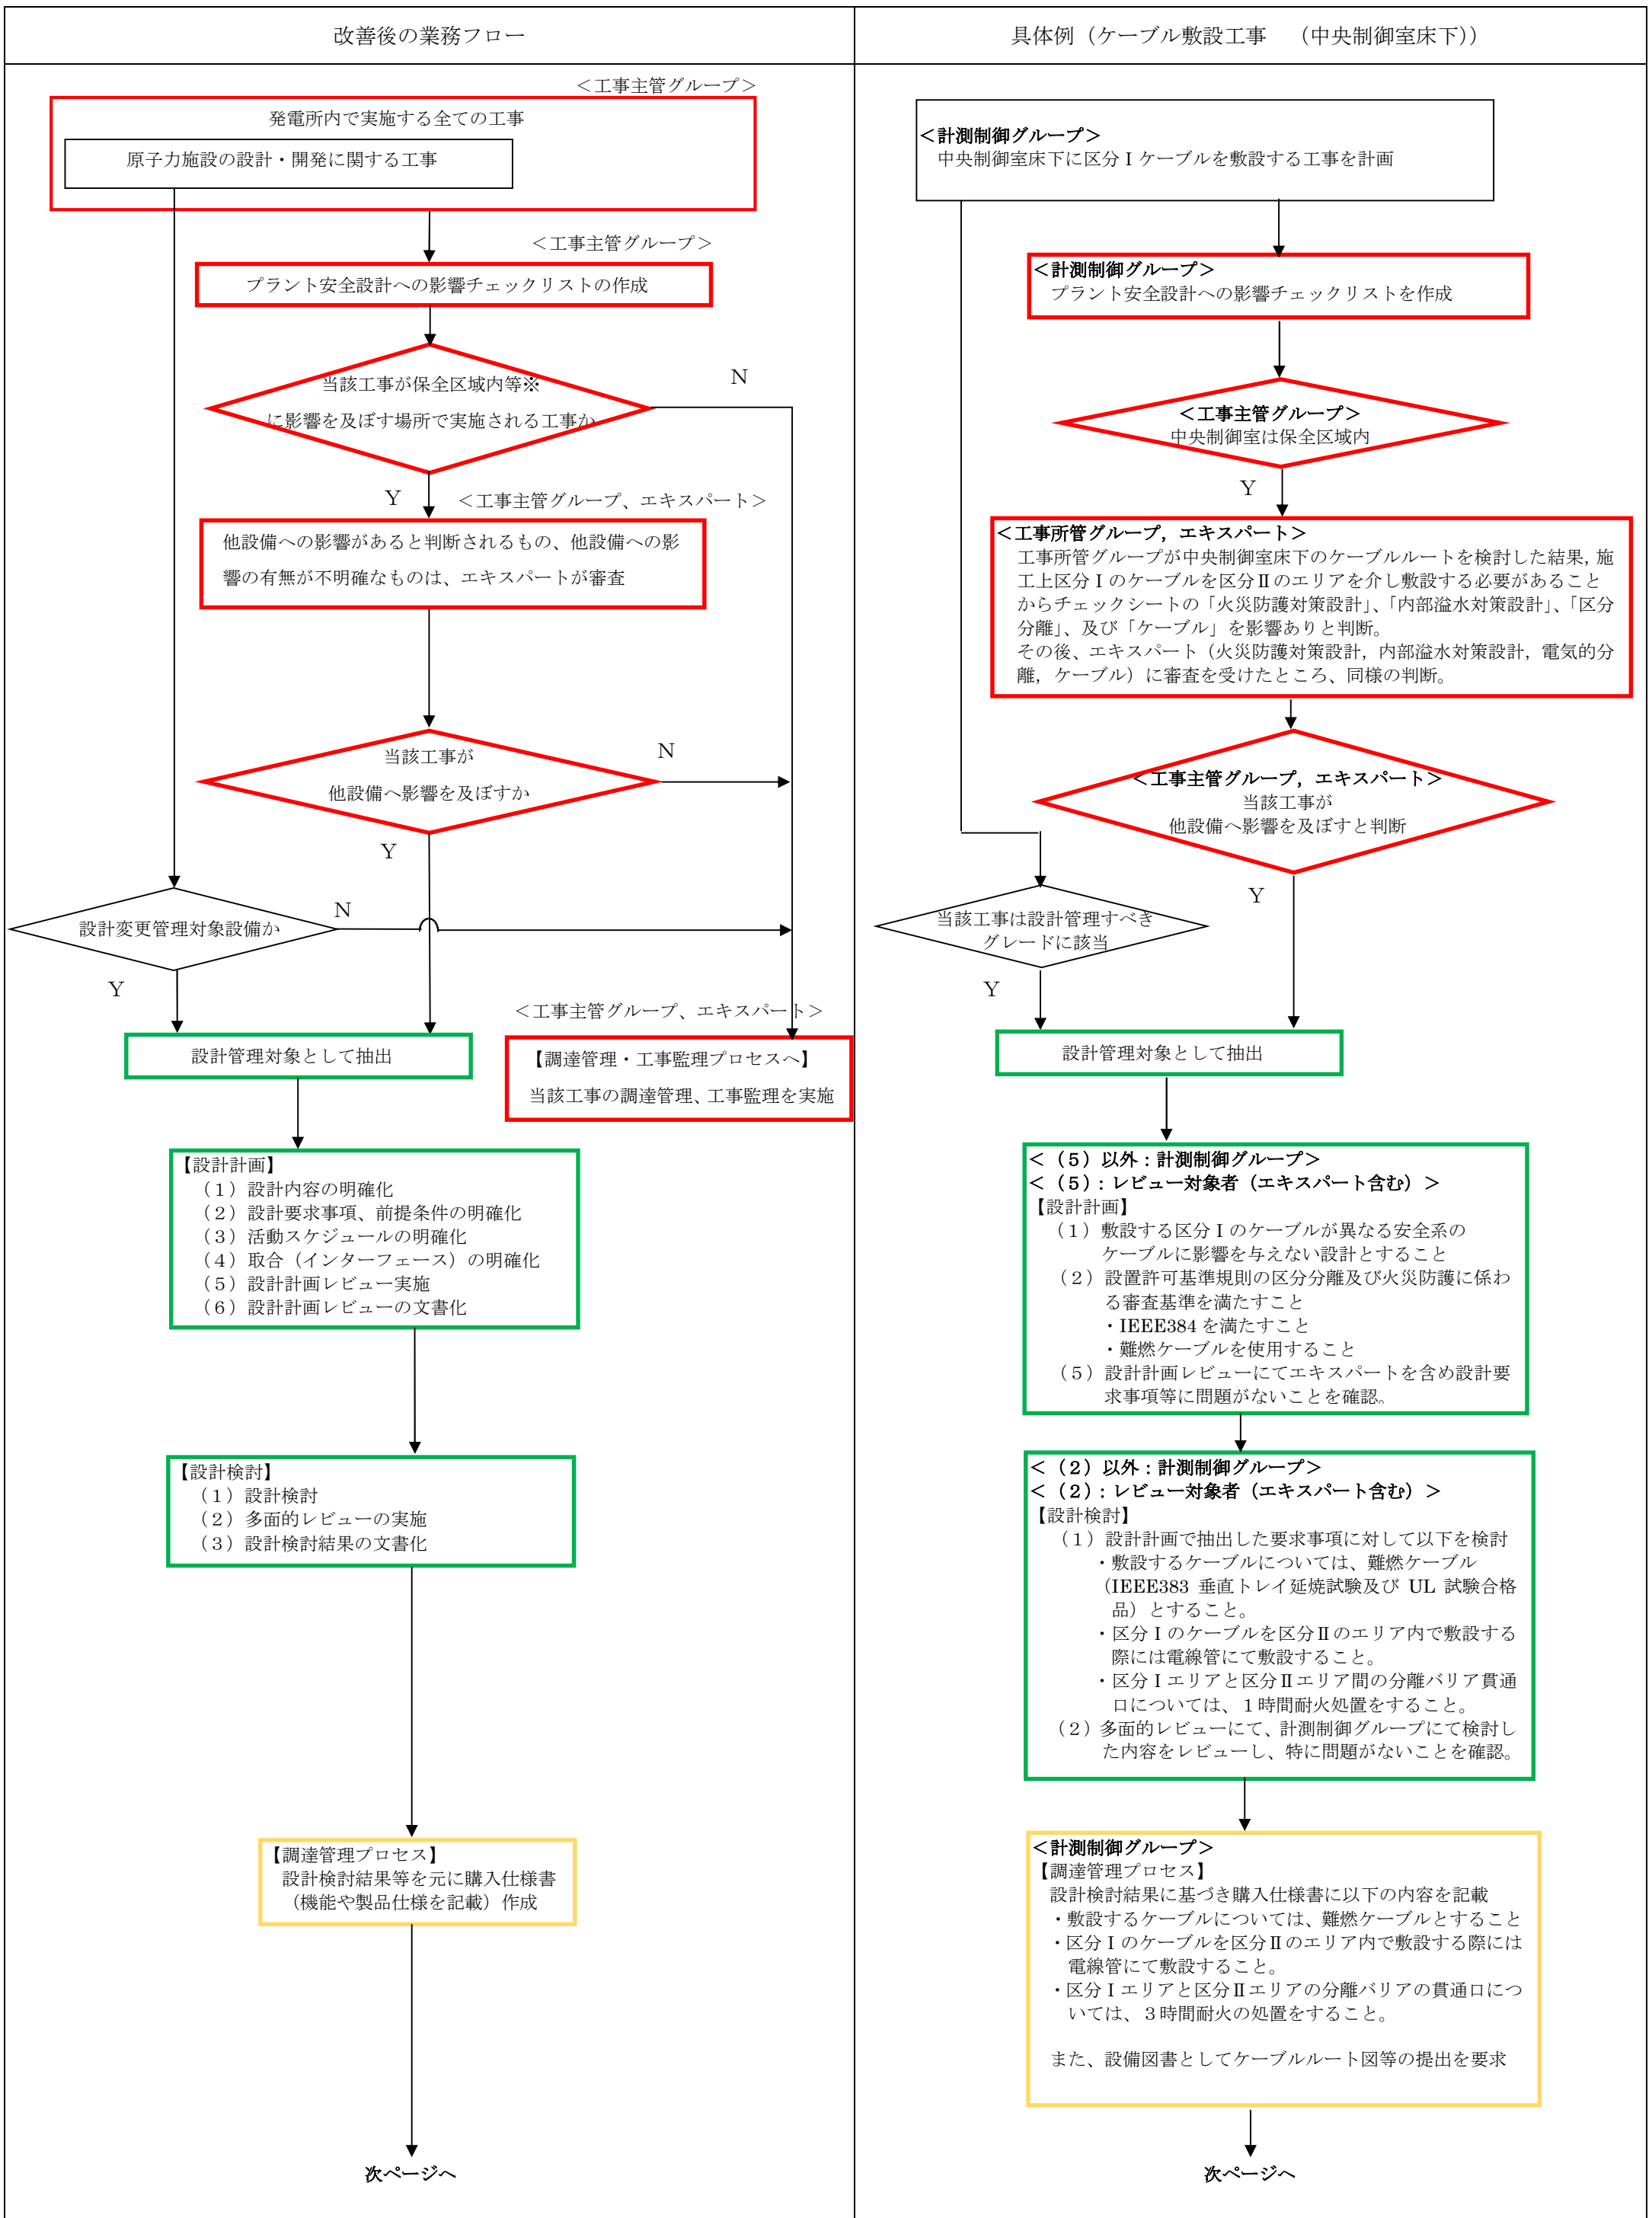 改善後の業務フロー
＜工事主管グループ＞
発電所内で実施する全ての工事
原子力施設の設計・開発に関する工事
＜工事主管グループ＞
プラント安全設計への影響チェックリストの作成
当該工事が保全区域内等※
に影響を及ぼす場所で実施される工事か
N
Y
＜工事主管グループ、エキスパート＞
他設備への影響があると判断されるもの、他設備への影
響の有無が不明確なものは、エキスパートが審査
当該工事が
他設備へ影響を及ぼすか
N
Y
設計変更管理対象設備か
N
Y
＜工事主管グループ、エキスパート＞
設計管理対象として抽出
【調達管理・工事監理プロセスへ】
当該工事の調達管理、工事監理を実施
【設計計画】
（１）設計内容の明確化
（２）設計要求事項、前提条件の明確化
（３）活動スケジュールの明確化
（４）取合（インターフェース）の明確化
（５）設計計画レビュー実施
（６）設計計画レビューの文書化
【設計検討】
（１）設計検討
（２）多面的レビューの実施
（３）設計検討結果の文書化
【調達管理プロセス】
設計検討結果等を元に購入仕様書
（機能や製品仕様を記載）作成
次ページへ
具体例（ケーブル敷設工事　（中央制御室床下））
＜計測制御グループ＞
中央制御室床下に区分Ⅰケーブルを敷設する工事を計画
＜計測制御グループ＞
プラント安全設計への影響チェックリストを作成
＜工事主管グループ＞
中央制御室は保全区域内
Y
＜工事所管グループ，エキスパート＞
工事所管グループが中央制御室床下のケーブルルートを検討した結果，施
工上区分Ⅰのケーブルを区分Ⅱのエリアを介し敷設する必要があること
からチェックシートの「火災防護対策設計」、「内部溢水対策設計」、「区分
分離」、及び「ケーブル」を影響ありと判断。
その後、エキスパート（火災防護対策設計，内部溢水対策設計，電気的分
離，ケーブル）に審査を受けたところ、同様の判断。
＜工事主管グループ，エキスパート＞
当該工事が
他設備へ影響を及ぼすと判断
Y
当該工事は設計管理すべき
グレードに該当
Y
設計管理対象として抽出
＜（５）以外：計測制御グループ＞
＜（５）：レビュー対象者（エキスパート含む）＞
【設計計画】
（１）敷設する区分Ⅰのケーブルが異なる安全系の
ケーブルに影響を与えない設計とすること
（２）設置許可基準規則の区分分離及び火災防護に係わ
る審査基準を満たすこと
・IEEE384 を満たすこと
・難燃ケーブルを使用すること
（５）設計計画レビューにてエキスパートを含め設計要
求事項等に問題がないことを確認。
＜（２）以外：計測制御グループ＞
＜（２）：レビュー対象者（エキスパート含む）＞
【設計検討】
（１）設計計画で抽出した要求事項に対して以下を検討
・敷設するケーブルについては、難燃ケーブル
（IEEE383 垂直トレイ延焼試験及び UL 試験合格
品）とすること。
・区分Ⅰのケーブルを区分Ⅱのエリア内で敷設する
際には電線管にて敷設すること。
・区分Ⅰエリアと区分Ⅱエリア間の分離バリア貫通
口については、１時間耐火処置をすること。
（２）多面的レビューにて、計測制御グループにて検討し
た内容をレビューし、特に問題がないことを確認。
＜計測制御グループ＞
【調達管理プロセス】
設計検討結果に基づき購入仕様書に以下の内容を記載
・敷設するケーブルについては、難燃ケーブルとすること
・区分Ⅰのケーブルを区分Ⅱのエリア内で敷設する際には
電線管にて敷設すること。
・区分Ⅰエリアと区分Ⅱエリアの分離バリアの貫通口につ
いては、３時間耐火の処置をすること。
また、設備図書としてケーブルルート図等の提出を要求
次ページへ